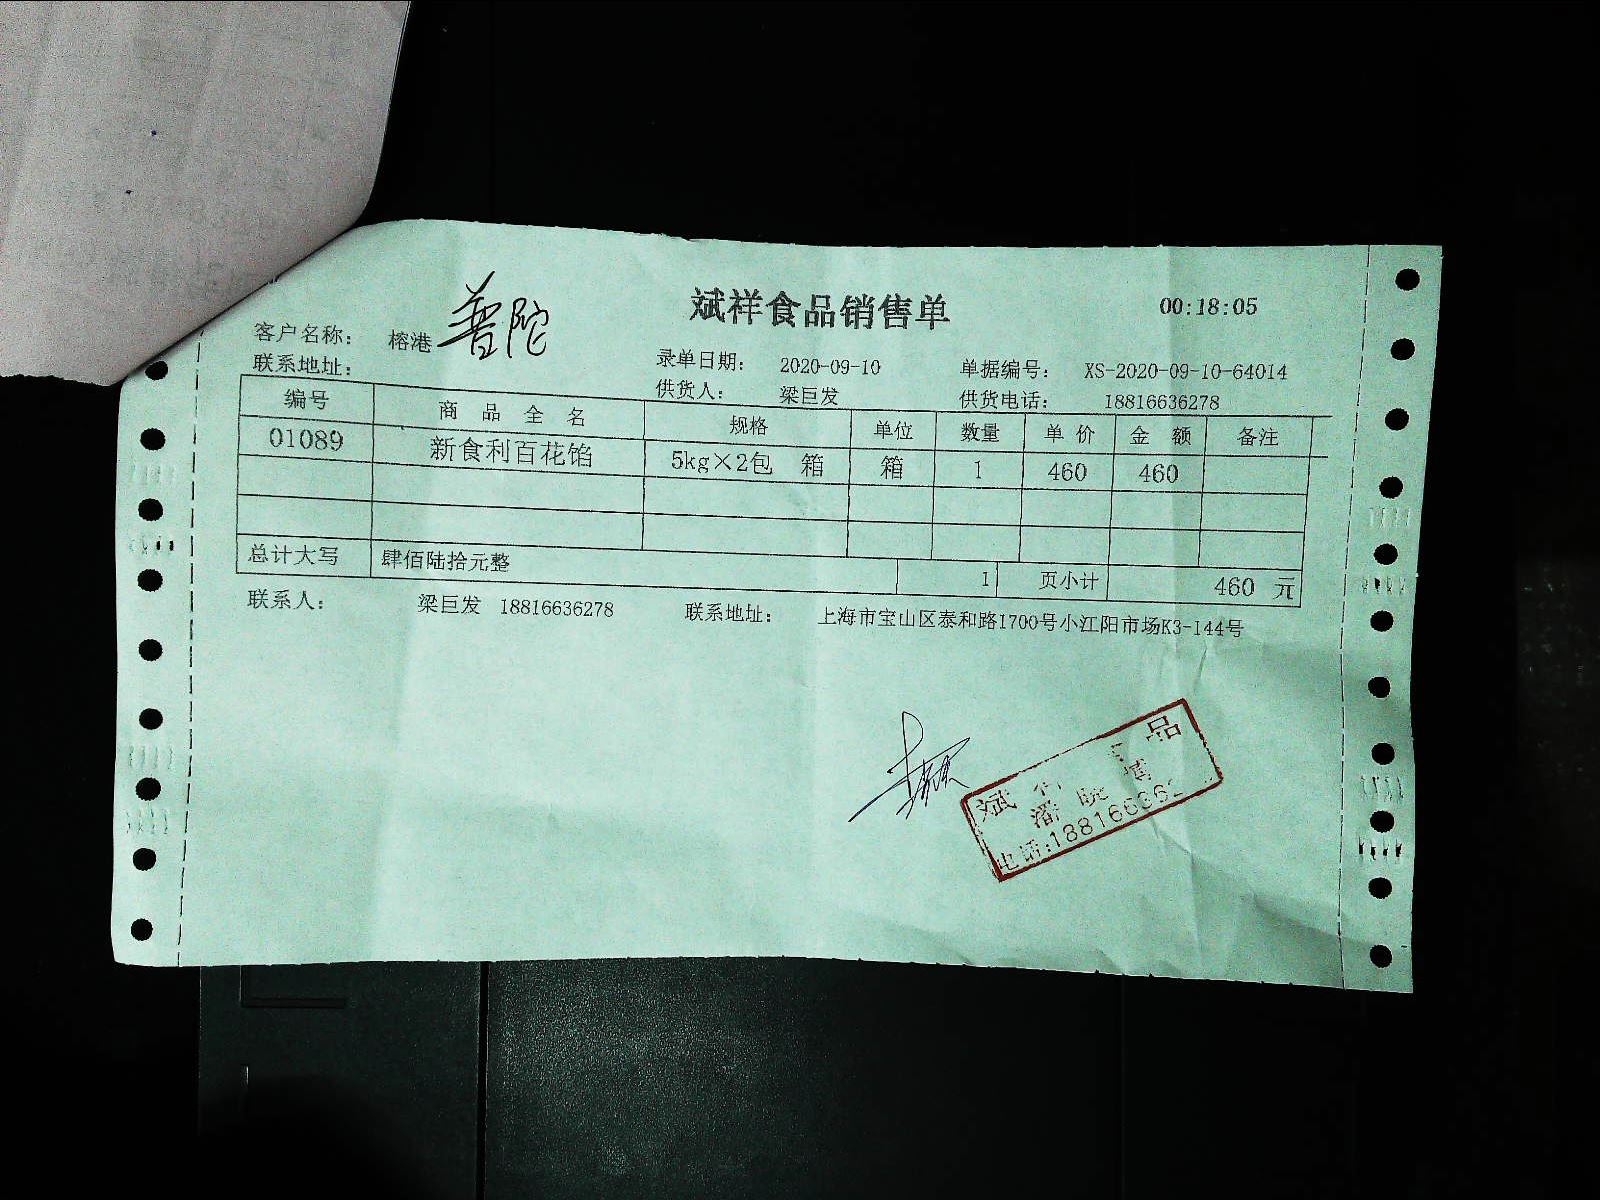 斌祥食品销售单 00:18:05
客户名称： 榕港 普陀
联系地址： 录单日期： 2020-09-10 单据编号： XS-2020-09-10-64014
供货人： 梁巨发 供货电话： 18816636278
编号 商品全名 规格 单位 数量 单价 金额 备注
01089 新食利百花馅 5kg×2包 箱 箱 1 460 460
总计大写 肆佰陆拾元整 1 页小计 460 元
联系人： 梁巨发 18816636278 联系地址： 上海市宝山区泰和路1700号小江阳市场K3-144号
斌 品
潘 晓
电话:188166362